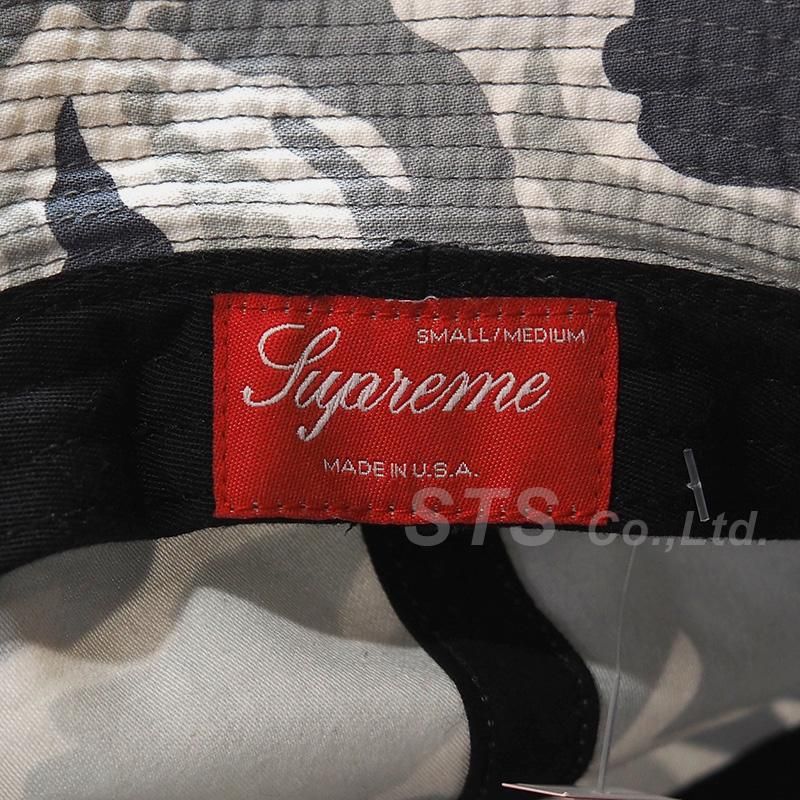 SMALL/MEDIUM
Supreme
MADE IN U.S.A.
STS Co.,Ltd.